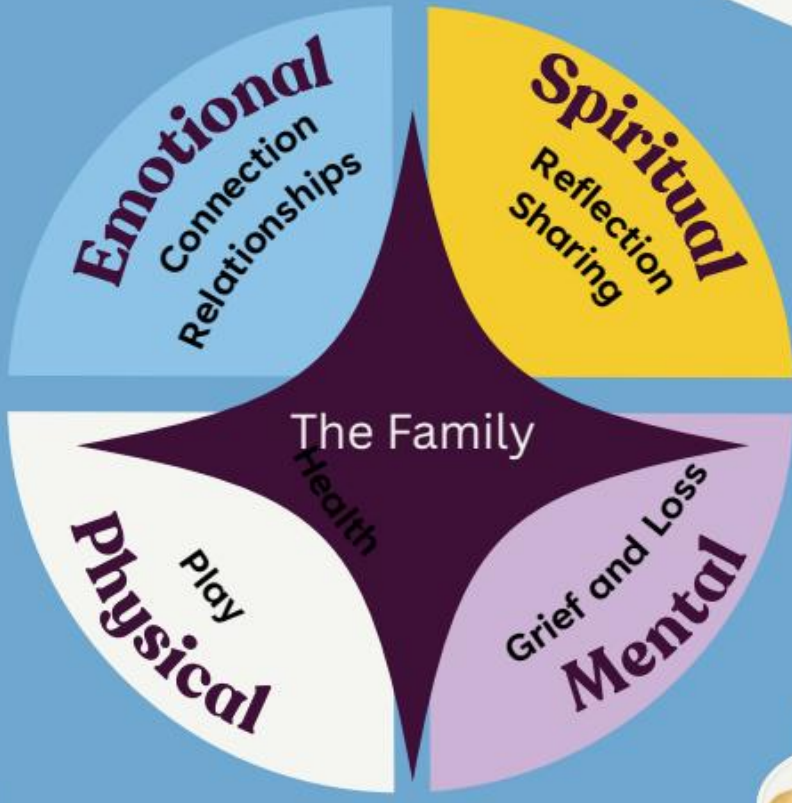 Emotional
Connection
Relationships
Spiritual
Reflection
Sharing
The Family
Health
Play
Physical
Grief and Loss
Mental